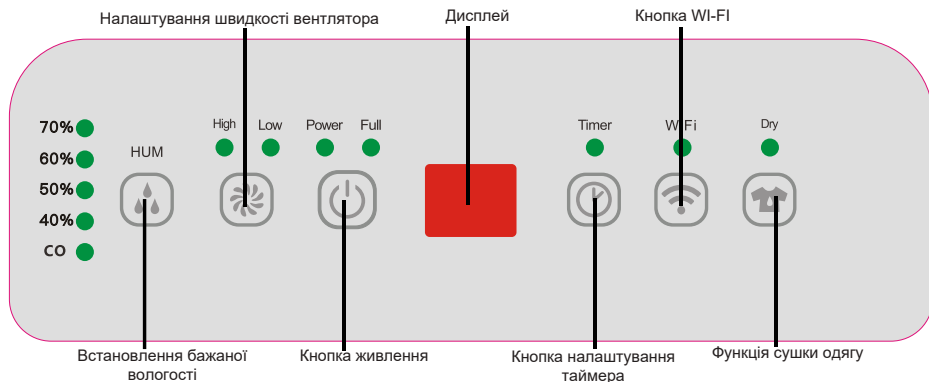 Налаштування швидкості вентлятора
Дисплей
Кнопка WI-FI
70%
60%
50%
40%
CO
HUM
High
Low
Power
Full
Timer
WiFi
Dry
Встановлення бажаної
вологості
Кнопка живлення
Кнопка налаштування
таймера
Функція сушки одягу